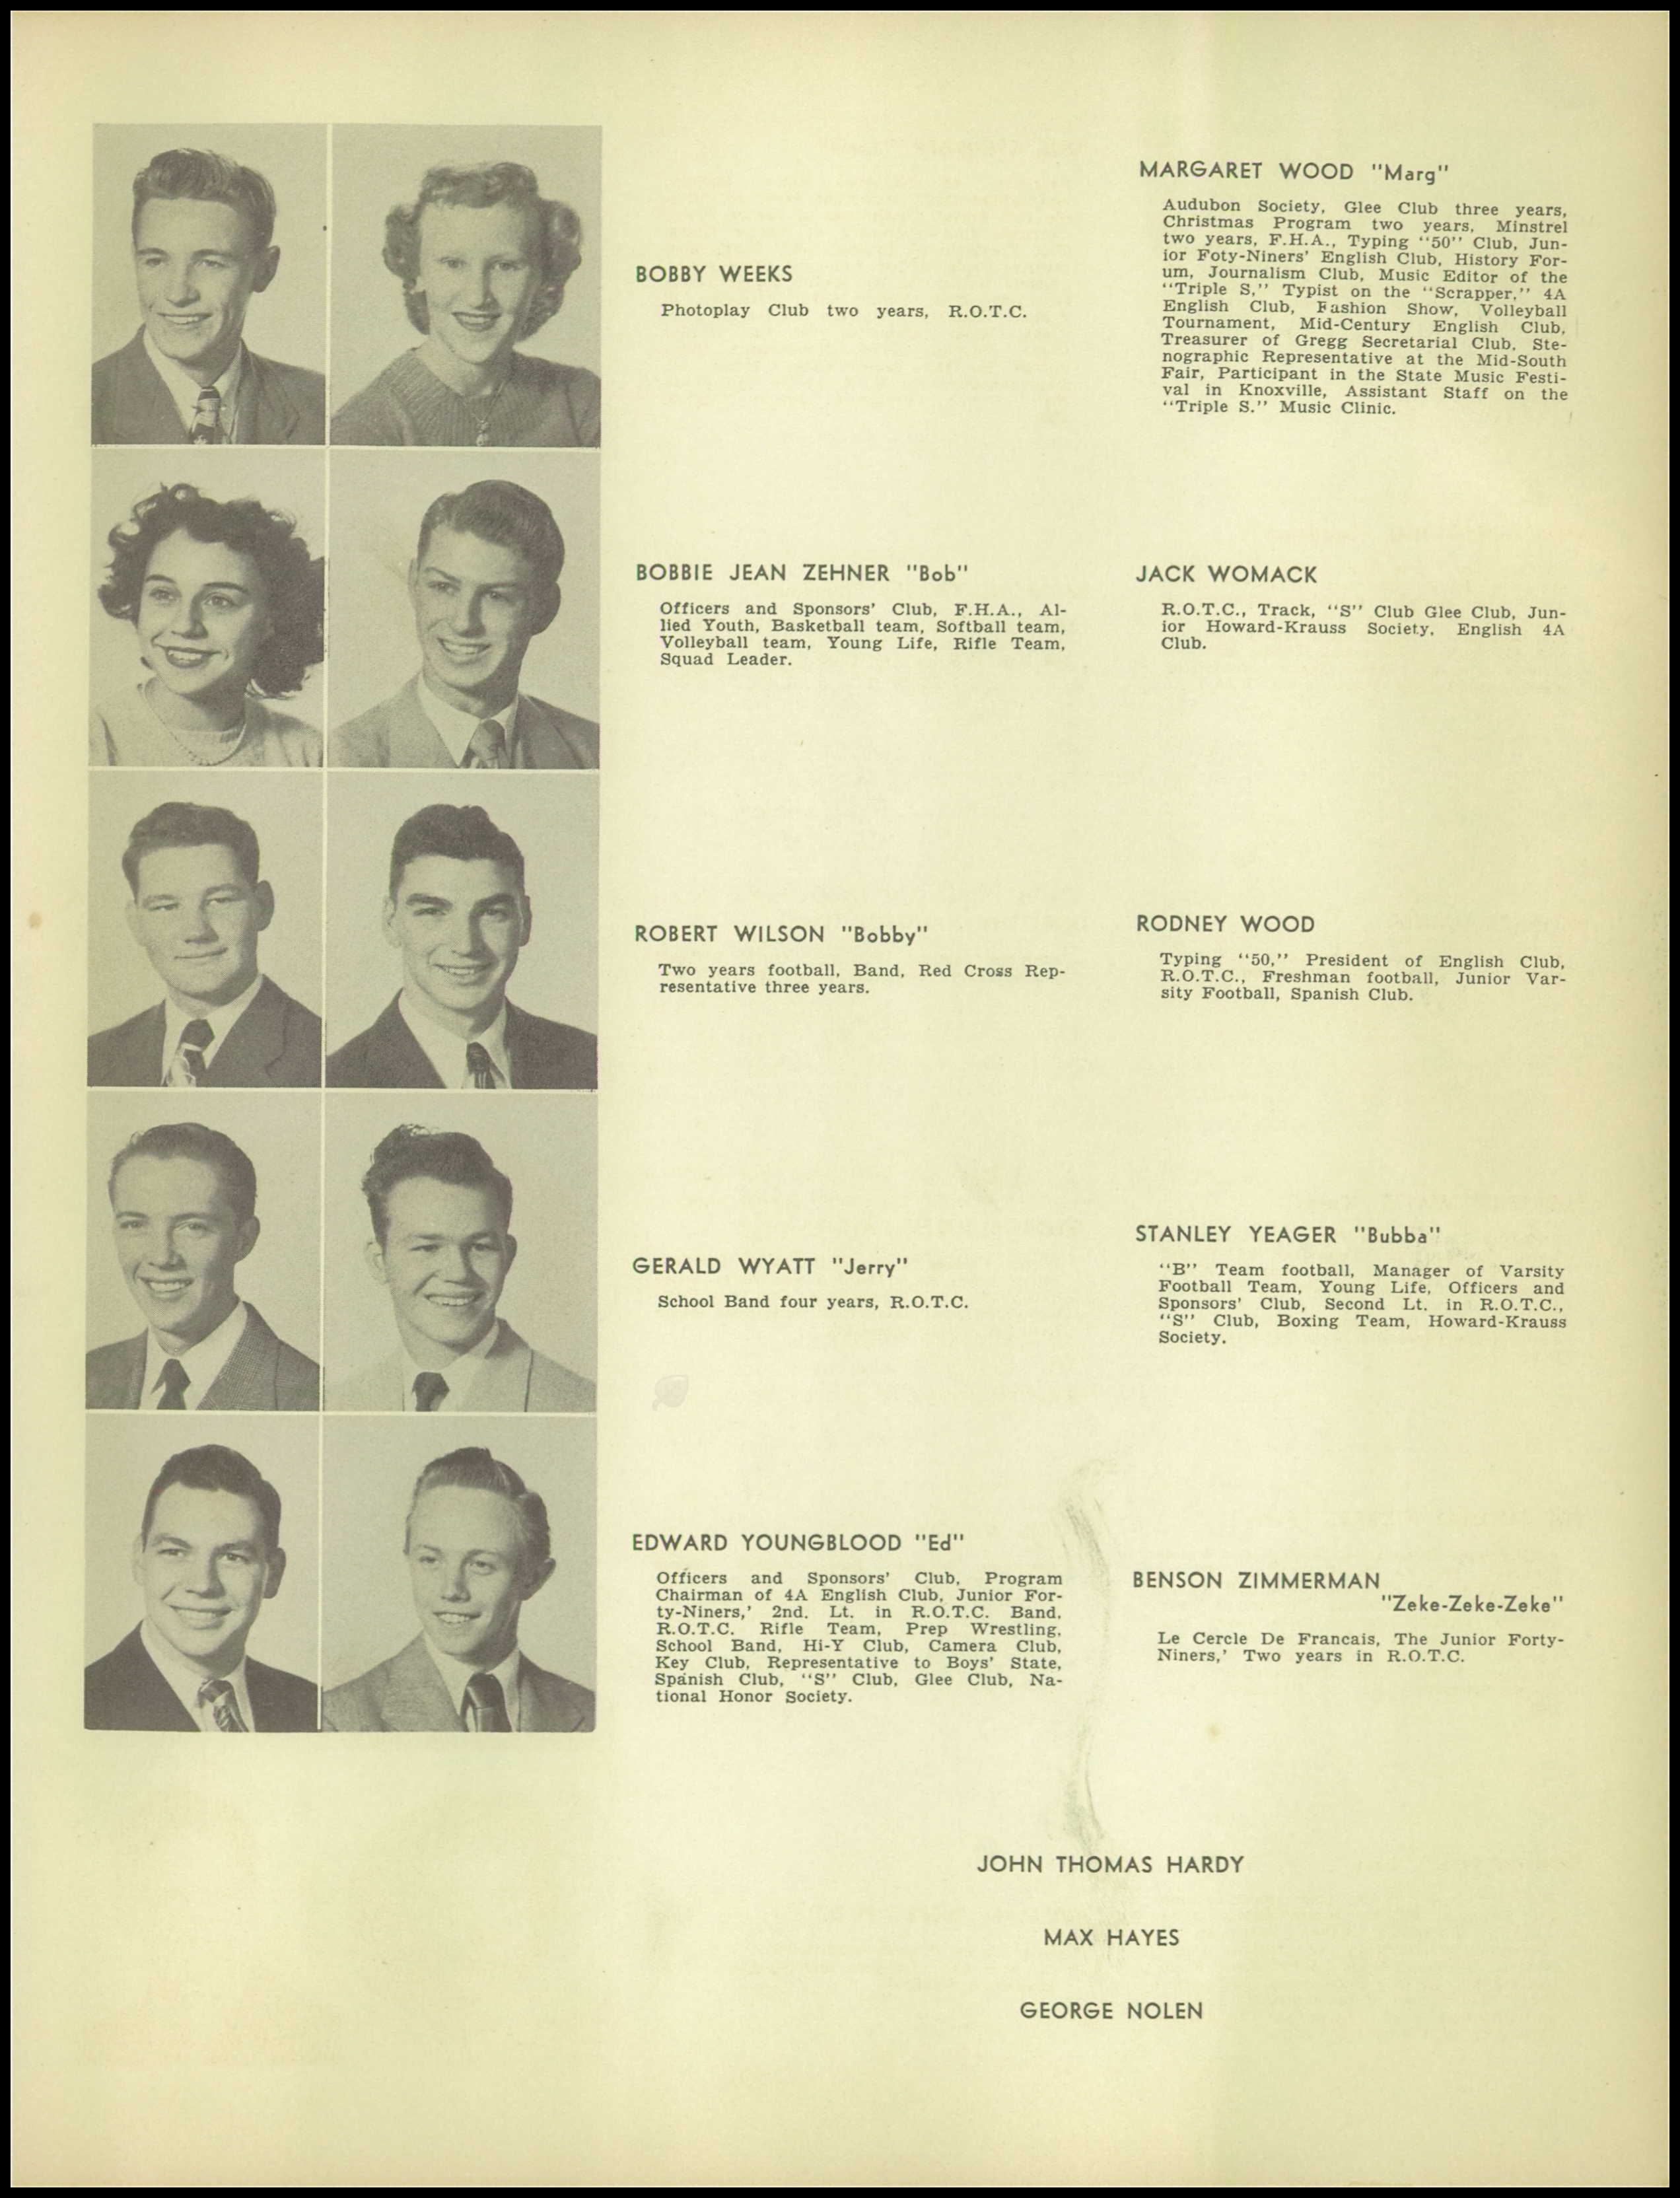 BOBBY WEEKS
Photoplay Club two years, R.O.T.C.
MARGARET WOOD "Marg"
Audubon Society, Glee Club three years,
Christmas Program two years, Minstrel
two years, F.H.A., Typing "50" Club, Jun-
ior Foty-Niners' English Club, History For-
um, Journalism Club, Music Editor of the
"Triple S," Typist on the "Scrapper," 4A
English Club, Fashion Show, Volleyball
Tournament, Mid-Century English Club,
Treasurer of Gregg Secretarial Club, Ste-
nographic Representative at the Mid-South
Fair, Participant in the State Music Festi-
val in Knoxville, Assistant Staff on the
"Triple S." Music Clinic.
BOBBIE JEAN ZEHNER "Bob"
Officers and Sponsors' Club, F.H.A., Al-
lied Youth, Basketball team, Softball team,
Volleyball team, Young Life, Rifle Team,
Squad Leader.
JACK WOMACK
R.O.T.C., Track, "S" Club Glee Club, Jun-
ior Howard-Krauss Society, English 4A
Club.
ROBERT WILSON "Bobby"
Two years football, Band, Red Cross Rep-
resentative three years.
RODNEY WOOD
Typing "50," President of English Club,
R.O.T.C., Freshman football, Junior Var-
sity Football, Spanish Club.
GERALD WYATT "Jerry"
School Band four years, R.O.T.C.
STANLEY YEAGER "Bubba"
"B" Team football, Manager of Varsity
Football Team, Young Life, Officers and
Sponsors' Club, Second Lt. in R.O.T.C.,
"S" Club, Boxing Team, Howard-Krauss
Society.
EDWARD YOUNGBLOOD "Ed"
Officers and Sponsors' Club, Program
Chairman of 4A English Club, Junior For-
ty-Niners,' 2nd. Lt. in R.O.T.C. Band,
R.O.T.C. Rifle Team, Prep Wrestling,
School Band, Hi-Y Club, Camera Club,
Key Club, Representative to Boys' State,
Spanish Club, "S" Club, Glee Club, Na-
tional Honor Society.
BENSON ZIMMERMAN
"Zeke-Zeke-Zeke"
Le Cercle De Francais, The Junior Forty-
Niners,' Two years in R.O.T.C.
JOHN THOMAS HARDY
MAX HAYES
GEORGE NOLEN